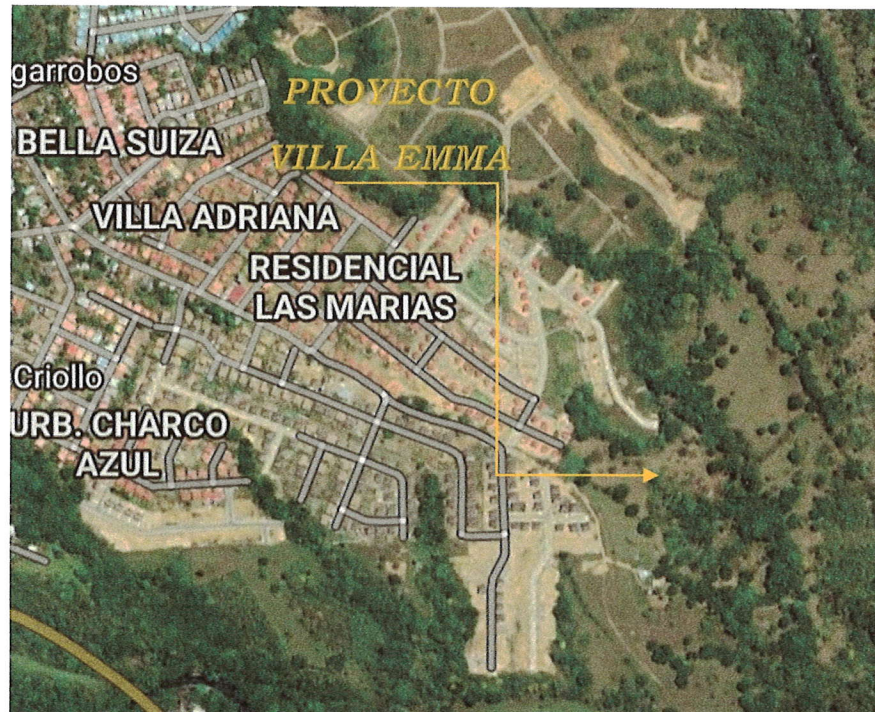 garrobos
PROYECTO
VILLA EMMA
BELLA SUIZA
VILLA ADRIANA
RESIDENCIAL
LAS MARIAS
Criollo
URB. CHARCO
AZUL